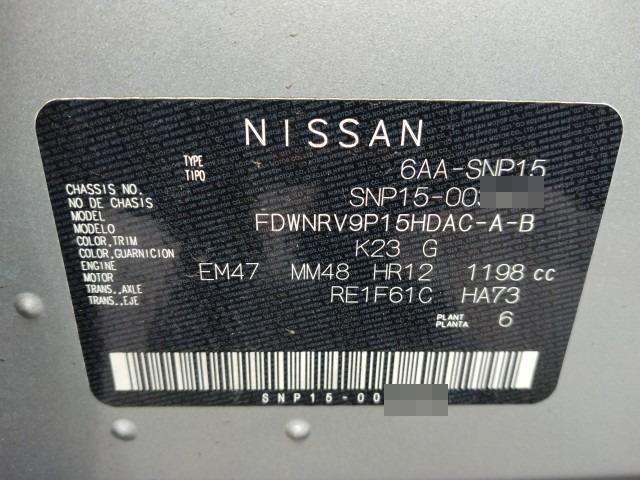 NISSAN
TYPE
TIPO
6AA-SNP15
CHASSIS NO.
NO DE CHASIS
SNP15-00
MODEL
MODELO
FDWNRV9P15HDAC-A-B
COLOR,TRIM
COLOR,GUARNICION
K23 G
ENGINE
MOTOR
EM47 MM48 HR12 1198 cc
TRANS.,AXLE
TRANS.,EJE
RE1F61C HA73
PLANT
PLANTA
6
SNP15-00